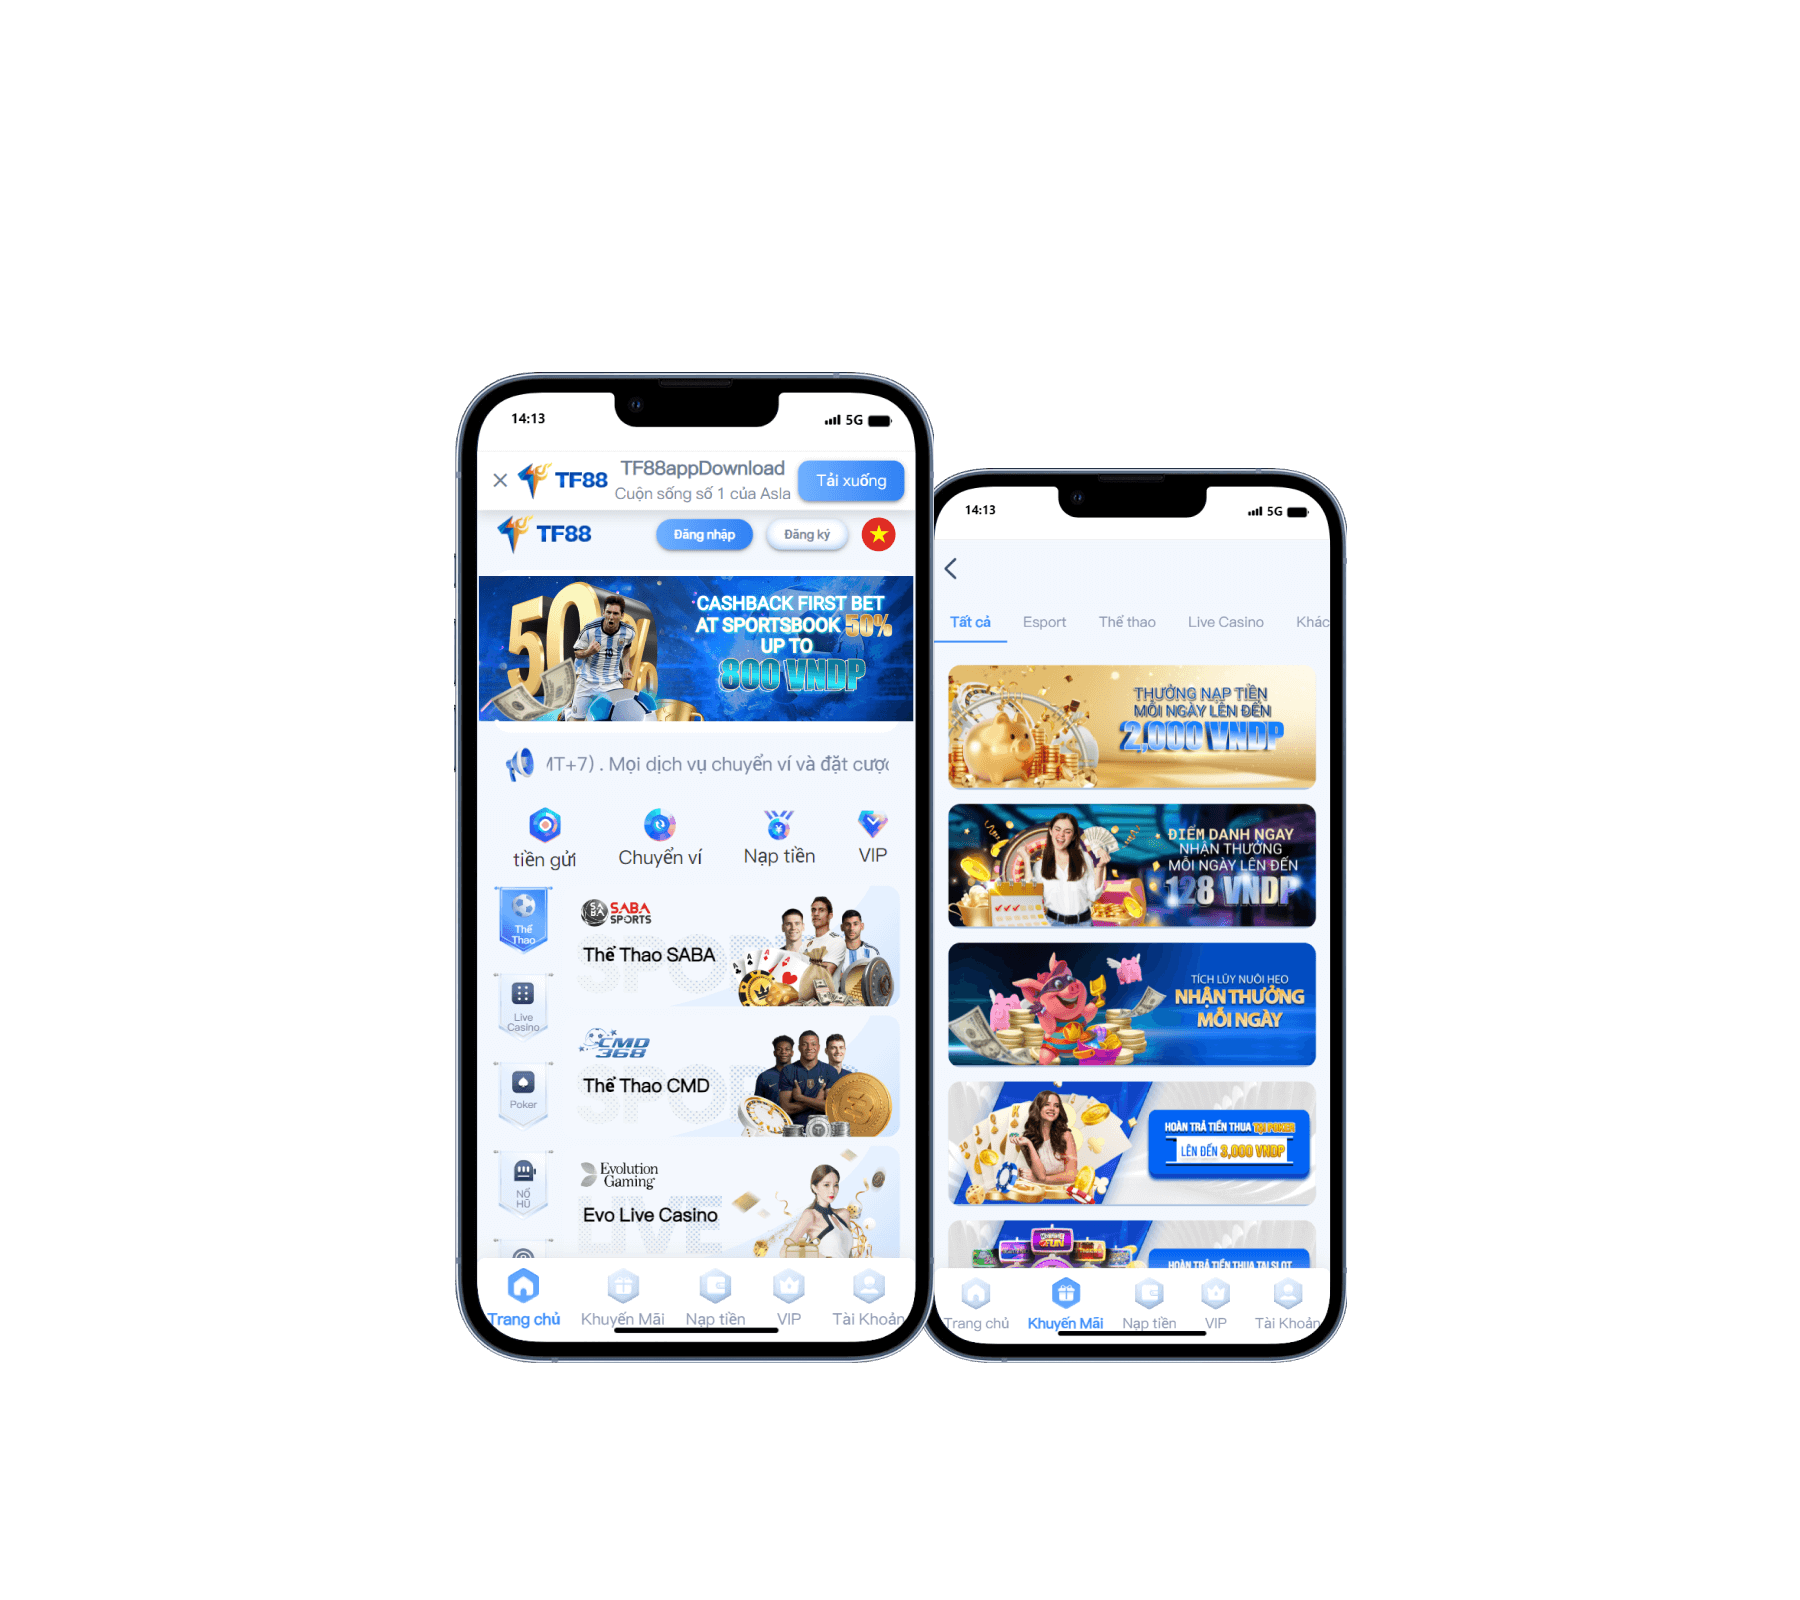 14:13
5G
TF88
TF88appDownload
Cuộn sống số 1 của Asla
Tải xuống
TF88
Đăng nhập
Đăng ký
50%
CASHBACK FIRST BET
AT SPORTSBOOK 50%
UP TO
800 VNDP
MT+7) . Mọi dịch vụ chuyển ví và đặt cược
tiền gửi
Chuyển ví
Nạp tiền
VIP
Thể
Thao
SABA
SPORTS
Thể Thao SABA
Live
Casino
CMD
368
Thể Thao CMD
Poker
Evolution
Gaming
NỔ
HŨ
LIVE
Evo Live Casino
Trang chủ
Khuyến Mãi
Nạp tiền
VIP
Tài Khoản
14:13
5G
Tất cả
Esport
Thể thao
Live Casino
Khác
THƯỞNG NẠP TIỀN
MỖI NGÀY LÊN ĐẾN
2,000 VNDP
ĐIỂM DANH NGAY
NHẬN THƯỞNG
MỖI NGÀY LÊN ĐẾN
128 VNDP
TÍCH LŨY NUÔI HEO
NHẬN THƯỞNG
MỖI NGÀY
HOÀN TRẢ TIỀN THUA TẠI POKER
LÊN ĐẾN 3,000 VNDP
HOÀN TRẢ TIỀN THUA TẠI SLOT
Trang chủ
Khuyến Mãi
Nạp tiền
VIP
Tài Khoản